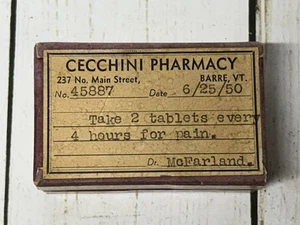 CECCHINI PHARMACY
237 No. Main Street, BARRE, VT.
No. 45887 Date 6/25/50
Take 2 tablets every
4 hours for pain.
Dr. McFarland.